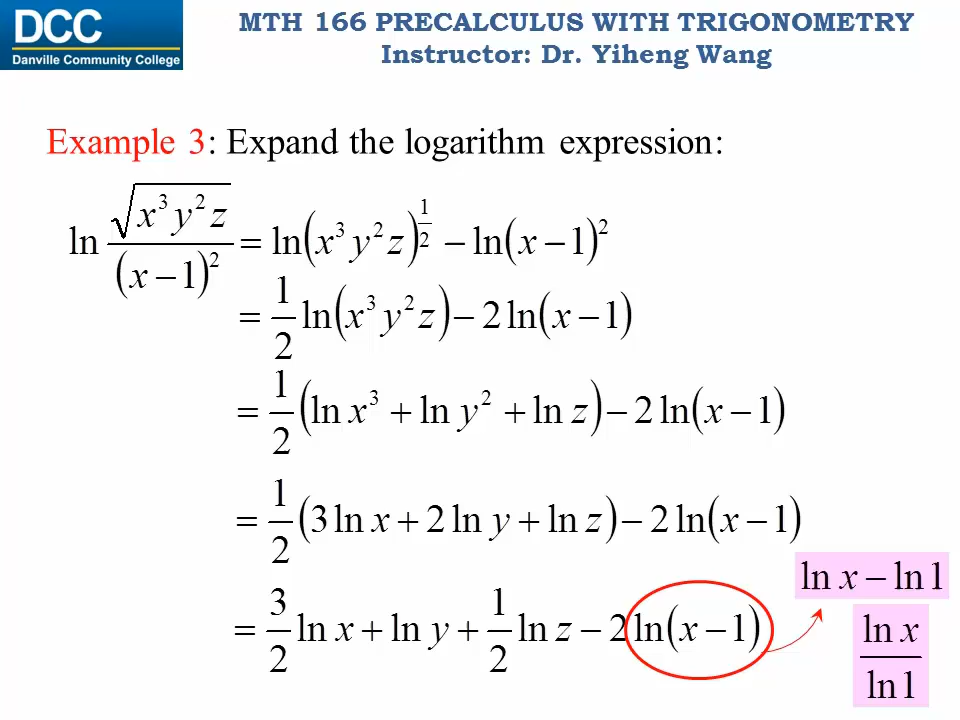 DCC
Danville Community College
MTH 166 PRECALCULUS WITH TRIGONOMETRY
Instructor: Dr. Yiheng Wang
Example 3: Expand the logarithm expression:
ln √(x³y²z) / (x − 1)² = ln(x³y²z)^(1/2) − ln(x − 1)²
= 1/2 ln(x³y²z) − 2 ln(x − 1)
= 1/2 (ln x³ + ln y² + ln z) − 2 ln(x − 1)
= 1/2 (3 ln x + 2 ln y + ln z) − 2 ln(x − 1)
= 3/2 ln x + ln y + 1/2 ln z − 2 ln(x − 1)
ln x − ln 1
ln x / ln 1